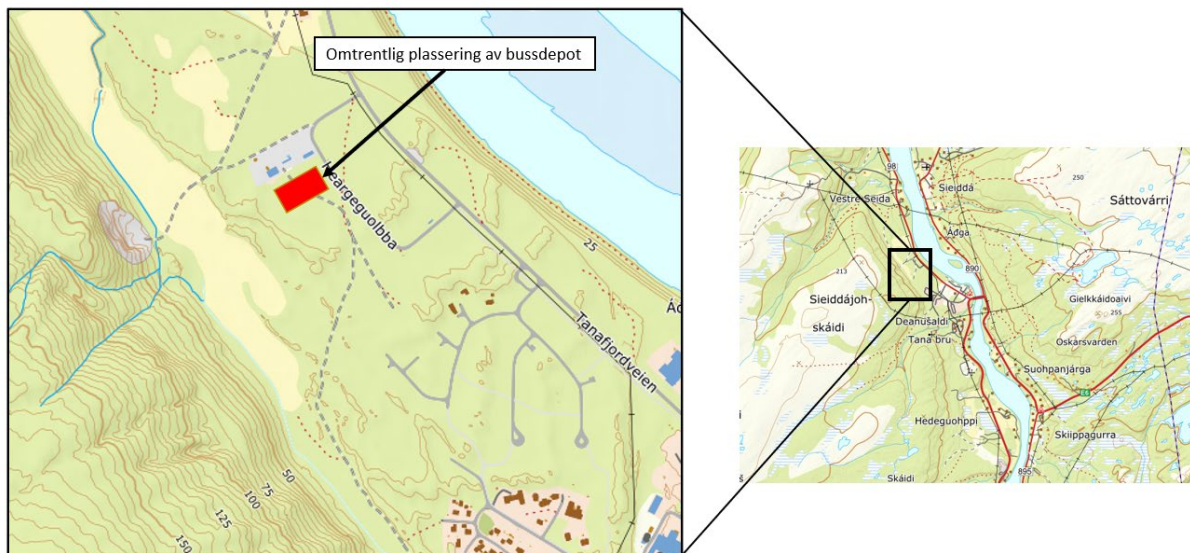 Omtrentlig plassering av bussdepot
25
Tanafjordveien
50
75
100
125
150
98
Sieiddá
250
Vestre Seida
Sáttovárri
Ádga
213
890
Sieiddájoh-
skáidi
Gielkkáidoaivi
255
Deanušaldi
Oskarsvarden
Tana bru
Suohpanjárga
E6
Hedeguohppi
Skiippagurra
895
Skáidi